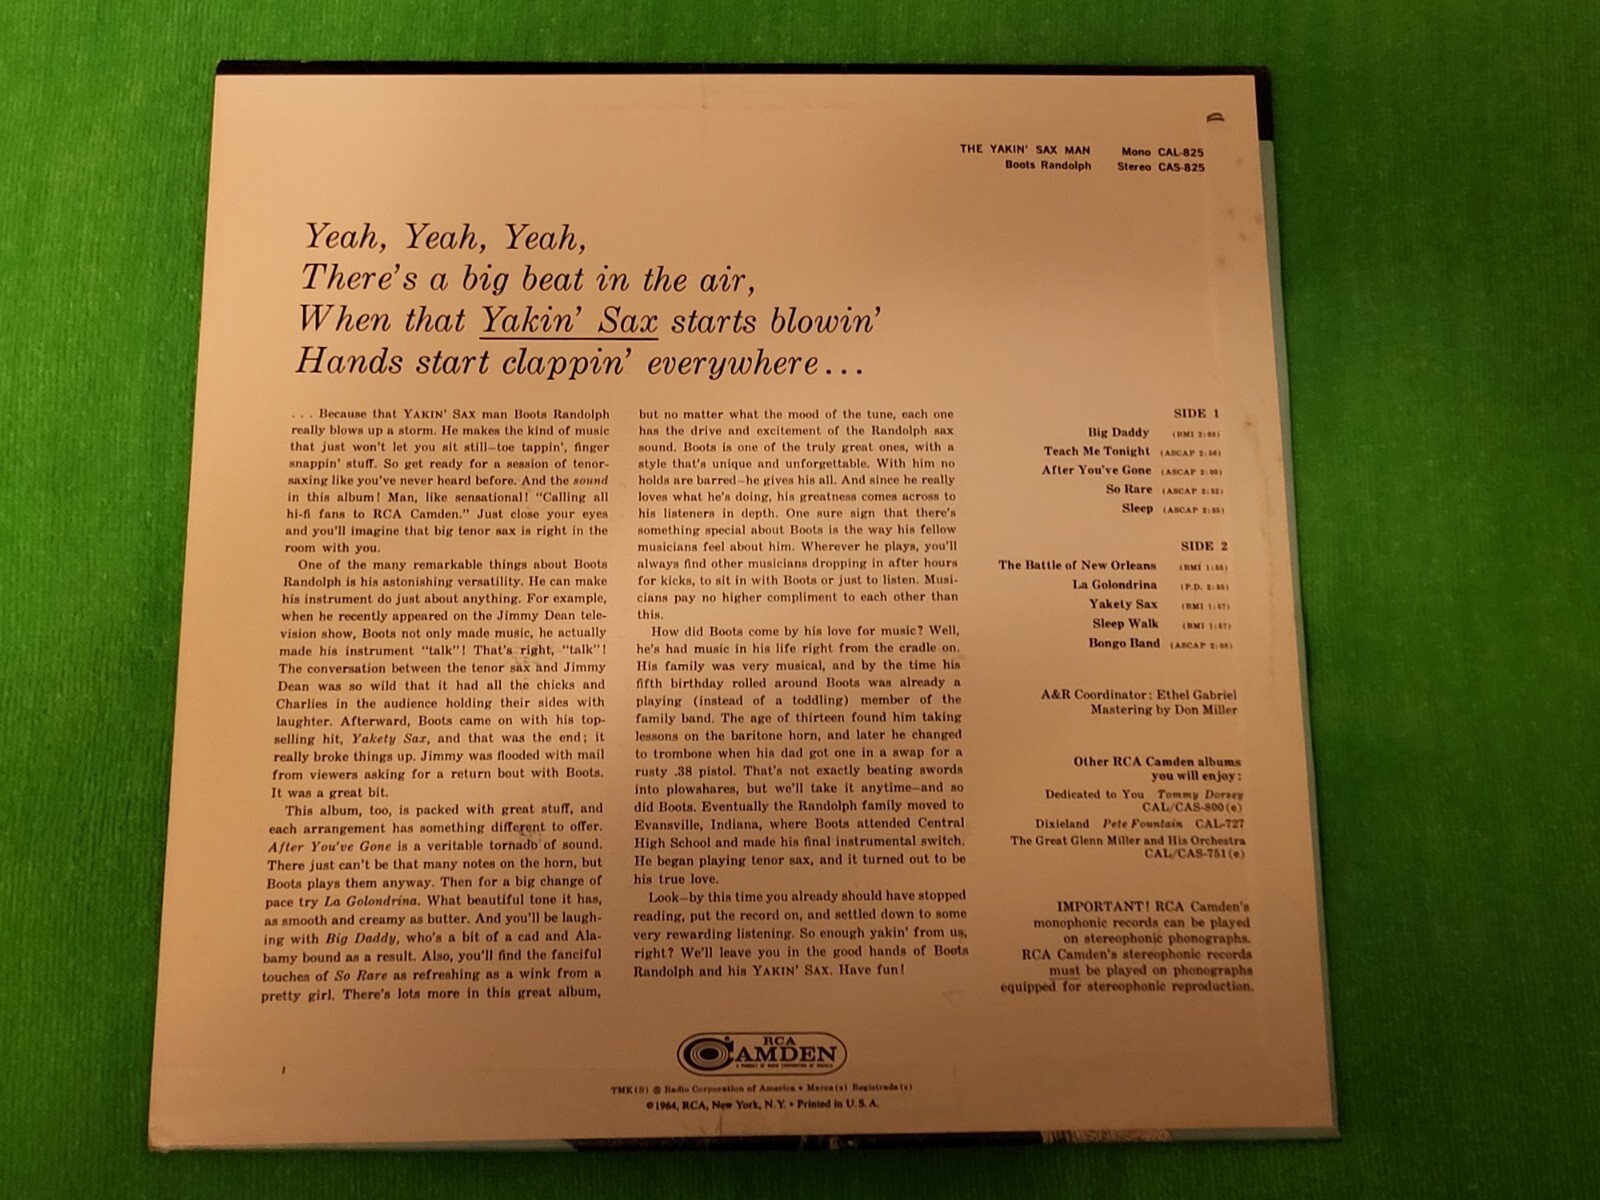 THE YAKIN' SAX MAN Mono CAL-825
Boots Randolph Stereo CAS-825
Yeah, Yeah, Yeah,
There's a big beat in the air,
When that Yakin' Sax starts blowin'
Hands start clappin' everywhere...
. . . Because that YAKIN' SAX man Boots Randolph
really blows up a storm. He makes the kind of music
that just won't let you sit still—toe tappin', finger
snappin' stuff. So get ready for a session of tenor-
saxing like you've never heard before. And the sound
in this album! Man, like sensational! "Calling all
hi-fi fans to RCA Camden." Just close your eyes
and you'll imagine that big tenor sax is right in the
room with you.
One of the many remarkable things about Boots
Randolph is his astonishing versatility. He can make
his instrument do just about anything. For example,
when he recently appeared on the Jimmy Dean tele-
vision show, Boots not only made music, he actually
made his instrument "talk"! That's right, "talk"!
The conversation between the tenor sax and Jimmy
Dean was so wild that it had all the chicks and
Charlies in the audience holding their sides with
laughter. Afterward, Boots came on with his top-
selling hit, Yakety Sax, and that was the end; it
really broke things up. Jimmy was flooded with mail
from viewers asking for a return bout with Boots.
It was a great bit.
This album, too, is packed with great stuff, and
each arrangement has something different to offer.
After You've Gone is a veritable tornado of sound.
There just can't be that many notes on the horn, but
Boots plays them anyway. Then for a big change of
pace try La Golondrina. What beautiful tone it has,
as smooth and creamy as butter. And you'll be laugh-
ing with Big Daddy, who's a bit of a cad and Ala-
bamy bound as a result. Also, you'll find the fanciful
touches of So Rare as refreshing as a wink from a
pretty girl. There's lots more in this great album,
but no matter what the mood of the tune, each one
has the drive and excitement of the Randolph sax
sound. Boots is one of the truly great ones, with a
style that's unique and unforgettable. With him no
holds are barred—he gives his all. And since he really
loves what he's doing, his greatness comes across to
his listeners in depth. One sure sign that there's
something special about Boots is the way his fellow
musicians feel about him. Wherever he plays, you'll
always find other musicians dropping in after hours
for kicks, to sit in with Boots or just to listen. Musi-
cians pay no higher compliment to each other than
this.
How did Boots come by his love for music? Well,
he's had music in his life right from the cradle on.
His family was very musical, and by the time his
fifth birthday rolled around Boots was already a
playing (instead of a toddling) member of the
family band. The age of thirteen found him taking
lessons on the baritone horn, and later he changed
to trombone when his dad got one in a swap for a
rusty .38 pistol. That's not exactly beating swords
into plowshares, but we'll take it anytime—and so
did Boots. Eventually the Randolph family moved to
Evansville, Indiana, where Boots attended Central
High School and made his final instrumental switch.
He began playing tenor sax, and it turned out to be
his true love.
Look—by this time you already should have stopped
reading, put the record on, and settled down to some
very rewarding listening. So enough yakin' from us,
right? We'll leave you in the good hands of Boots
Randolph and his YAKIN' SAX. Have fun!
SIDE 1
Big Daddy (BMI
Teach Me Tonight (ASCAP
After You've Gone (ASCAP
So Rare (ASCAP
Sleep (ASCAP
SIDE 2
The Battle of New Orleans (BMI
La Golondrina (P.D.
Yakety Sax (BMI 1:57)
Sleep Walk (BMI
Bongo Band (ASCAP
A&R Coordinator: Ethel Gabriel
Mastering by Don Miller
Other RCA Camden albums
you will enjoy:
Dedicated to You Tommy Dorsey
CAL/CAS-800(e)
Dixieland Pete Fountain CAL-727
The Great Glenn Miller and His Orchestra
CAL/CAS-751(e)
IMPORTANT! RCA Camden's
monophonic records can be played
on stereophonic phonographs.
RCA Camden's stereophonic records
must be played on phonographs
equipped for stereophonic reproduction.
RCA
CAMDEN
TMK(S) ® Radio Corporation of America • Marca(s) Registrada(s)
©1964, RCA, New York, N.Y. • Printed in U.S.A.